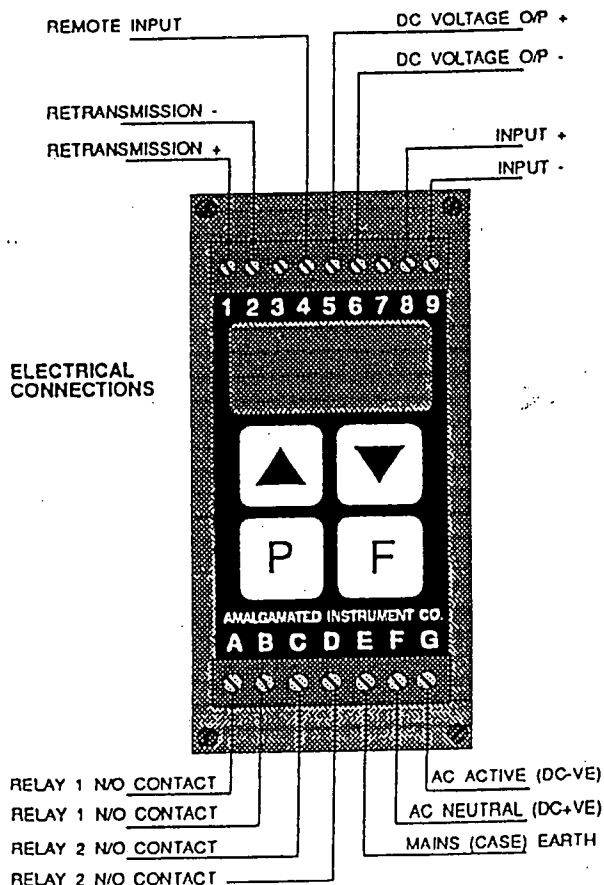 REMOTE INPUT
DC VOLTAGE O/P +
DC VOLTAGE O/P -
RETRANSMISSION -
RETRANSMISSION +
INPUT +
INPUT -
1 2 3 4 5 6 7 8 9
ELECTRICAL
CONNECTIONS
P F
AMALGAMATED INSTRUMENT CO.
A B C D E F G
RELAY 1 N/O CONTACT
RELAY 1 N/O CONTACT
RELAY 2 N/O CONTACT
RELAY 2 N/O CONTACT
AC ACTIVE (DC-VE)
AC NEUTRAL (DC+VE)
MAINS (CASE) EARTH